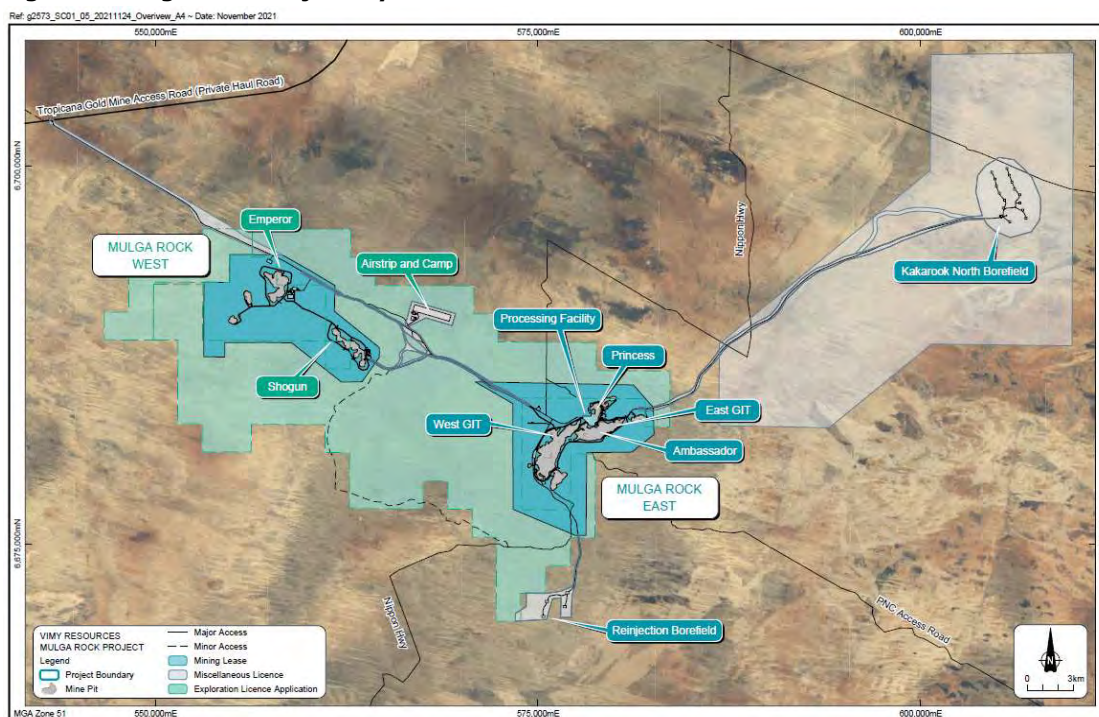 Ref: g2573_SC01_05_20211124_Overivew_A4 ~ Date: November 2021
550,000mE
575,000mE
600,000mE
Tropicana Gold Mine Access Road (Private Haul Road)
6,700,000mN
Emperor
MULGA ROCK
WEST
Airstrip and Camp
Nippon Hwy
Kakarook North Borefield
Processing Facility
Princess
Shogun
West GIT
East GIT
Ambassador
MULGA ROCK
EAST
6,675,000mN
Nippon Hwy
PNC Access Road
Reinjection Borefield
VIMY RESOURCES
MULGA ROCK PROJECT
Legend
Project Boundary
Mine Pit
Major Access
Minor Access
Mining Lease
Miscellaneous Licence
Exploration Licence Application
N
0 3km
MGA Zone 51
550,000mE
575,000mE
600,000mE